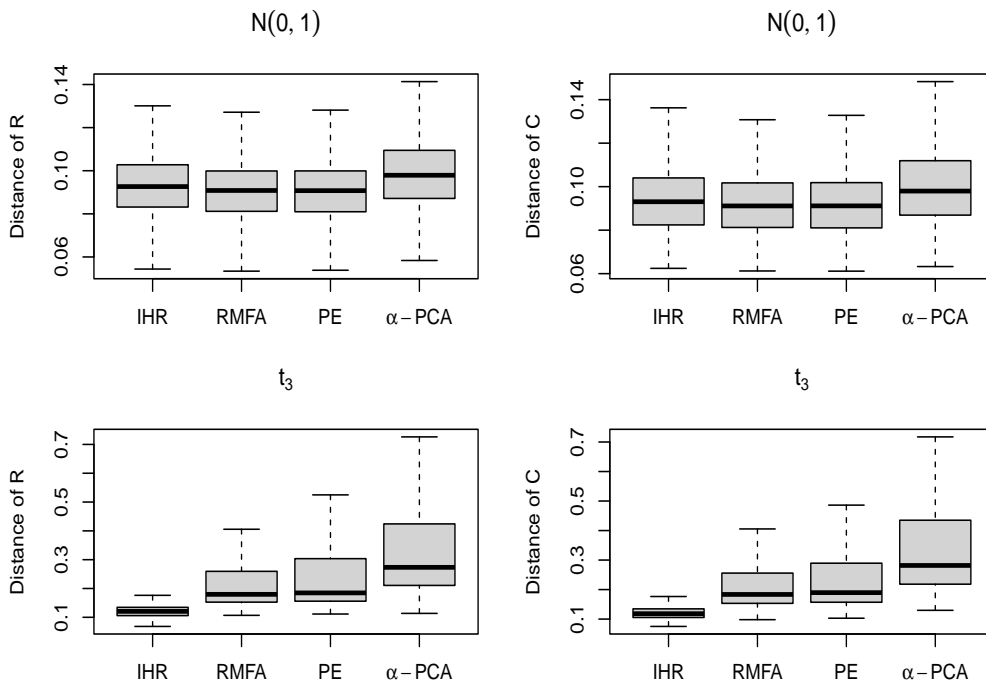 N(0, 1)
Distance of R
0.06 0.10 0.14
IHR RMFA PE α−PCA
N(0, 1)
Distance of C
0.06 0.10 0.14
IHR RMFA PE α−PCA
t₃
Distance of R
0.1 0.3 0.5 0.7
IHR RMFA PE α−PCA
t₃
Distance of C
0.1 0.3 0.5 0.7
IHR RMFA PE α−PCA